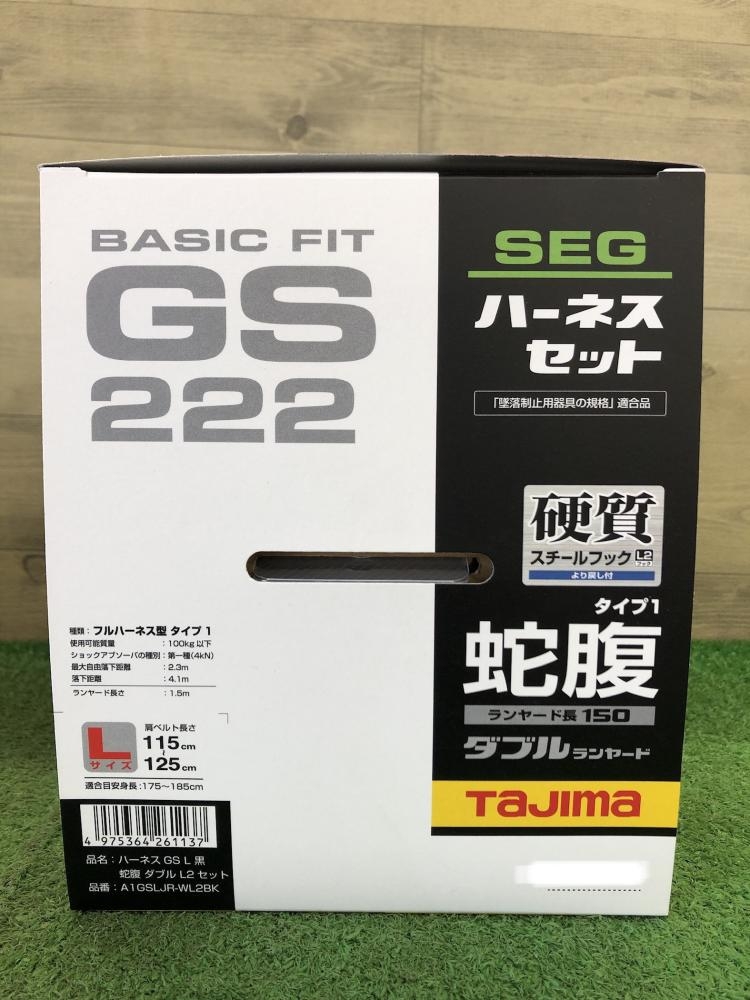 BASIC FIT
GS
222
SEG
ハーネス
セット
「墜落制止用器具の規格」適合品
硬質
スチールフック L2
フック
より戻し付
タイプ1
蛇腹
ランヤード長 150
ダブル ランヤード
TAJIMA
種類：フルハーネス型 タイプ 1
使用可能質量 ：100kg 以下
ショックアブソーバの種別：第一種(4kN)
最大自由落下距離 ：2.3m
落下距離 ：4.1m
ランヤード長さ ：1.5m
L
サイズ
肩ベルト長さ
115cm
~
125cm
適合目安身長：175～185cm
4 975364 261137
品名：ハーネス GS L 黒
蛇腹 ダブル L2 セット
品番：A1GSLJR-WL2BK